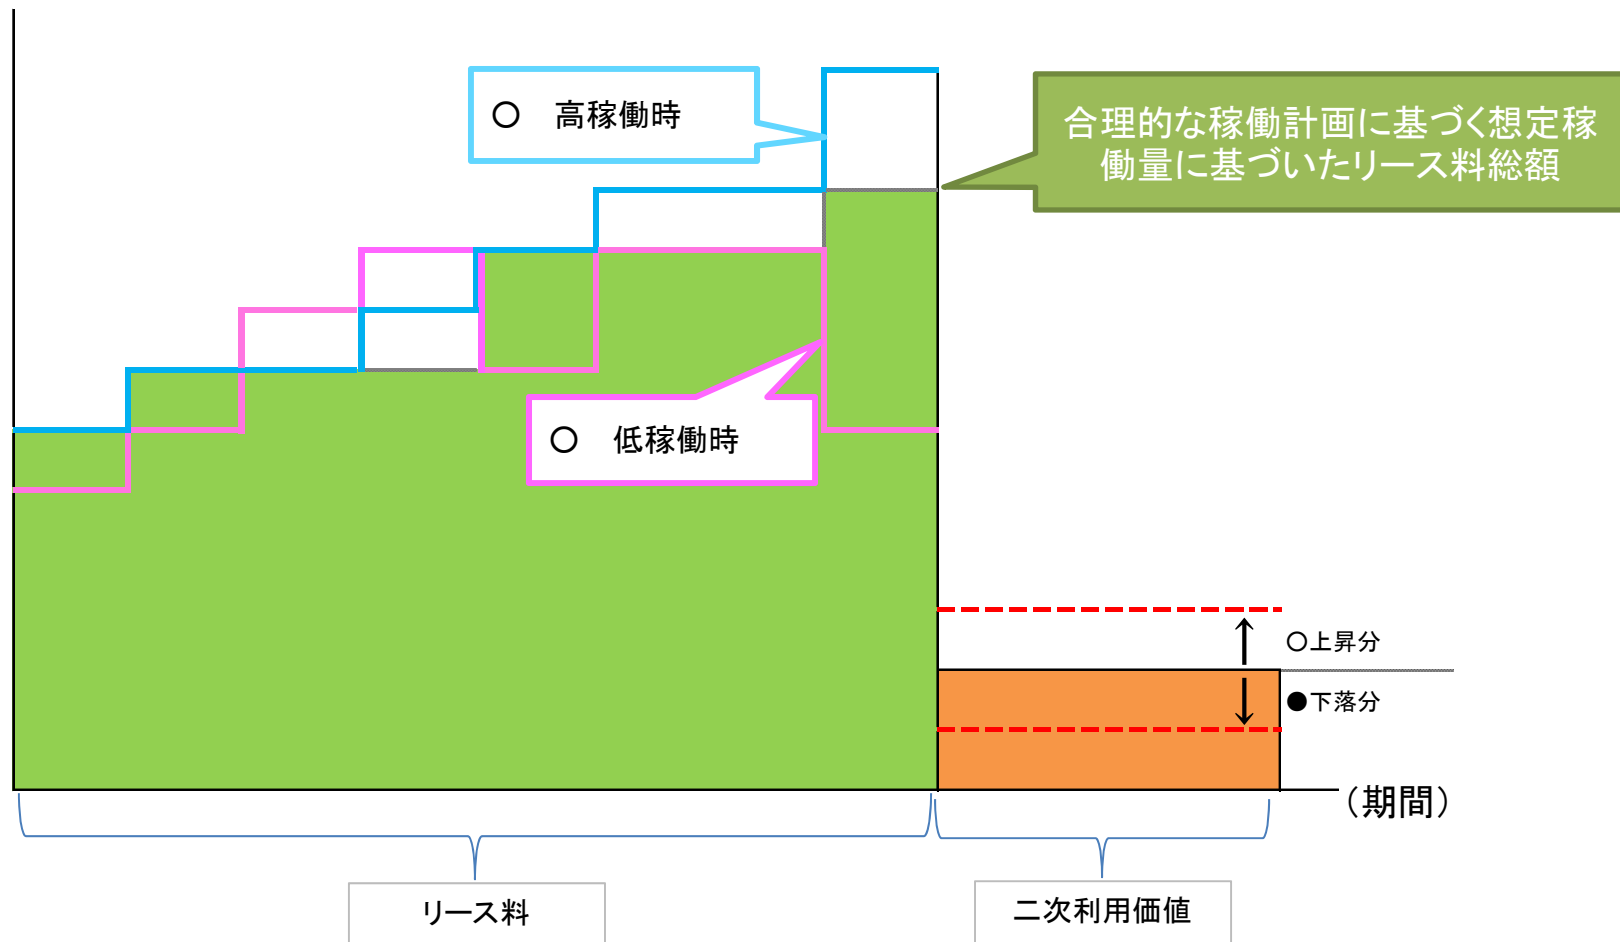 ○ 高稼働時
合理的な稼働計画に基づく想定稼
働量に基づいたリース料総額
○ 低稼働時
○上昇分
●下落分
（期間）
リース料
二次利用価値